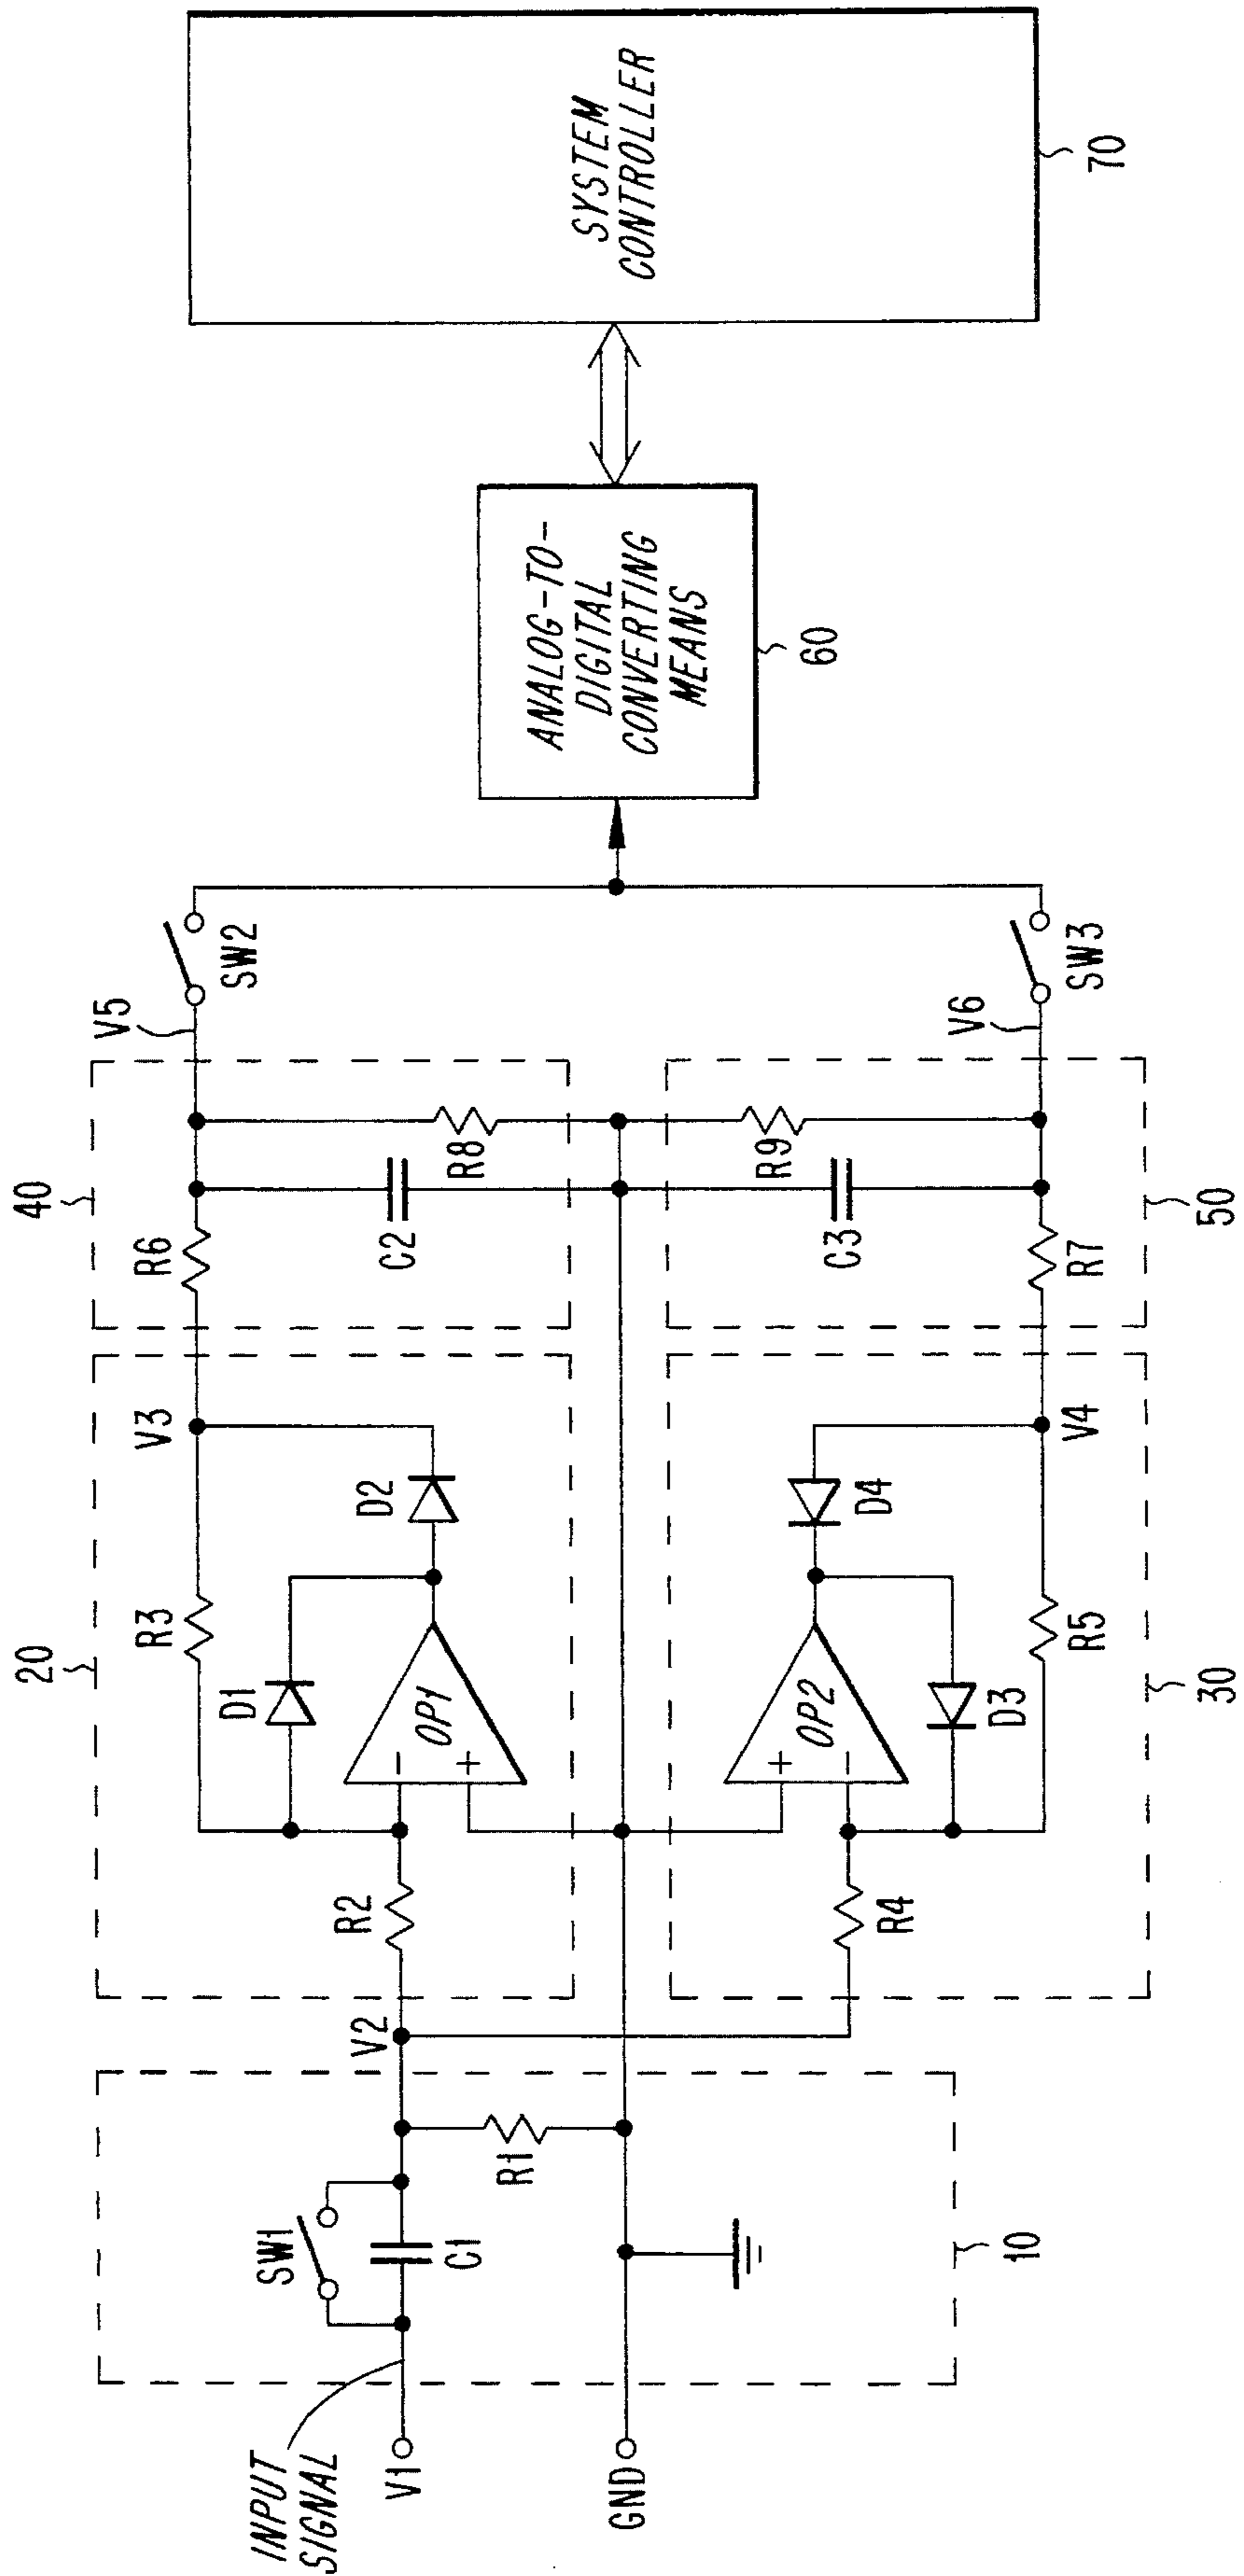 INPUT
SIGNAL
V1
GND
SW1
C1
R1
10
V2
20
R2
R3
D1
OP1
-
+
D2
V3
R4
+
-
OP2
D3
D4
R5
V4
30
40
R6
C2
R8
V5
SW2
C3
R9
R7
50
V6
SW3
ANALOG-TO-
DIGITAL
CONVERTING
MEANS
60
SYSTEM
CONTROLLER
70